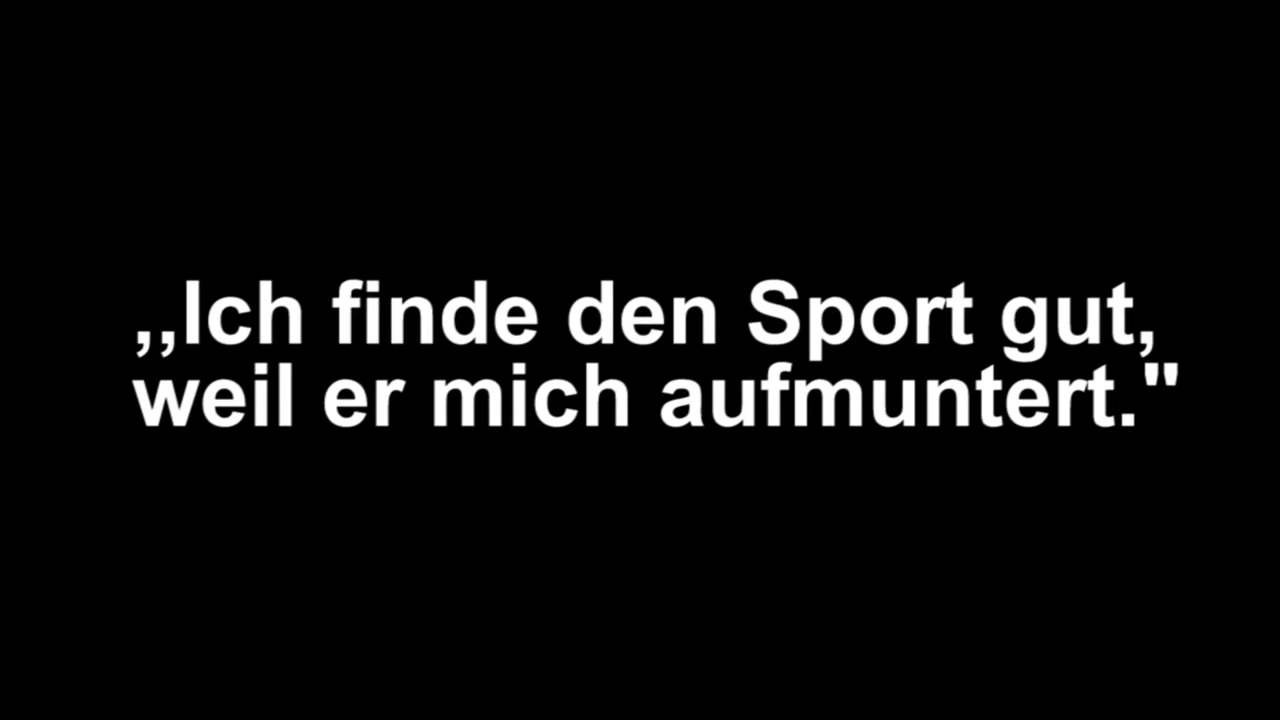 ,,Ich finde den Sport gut,
weil er mich aufmuntert."